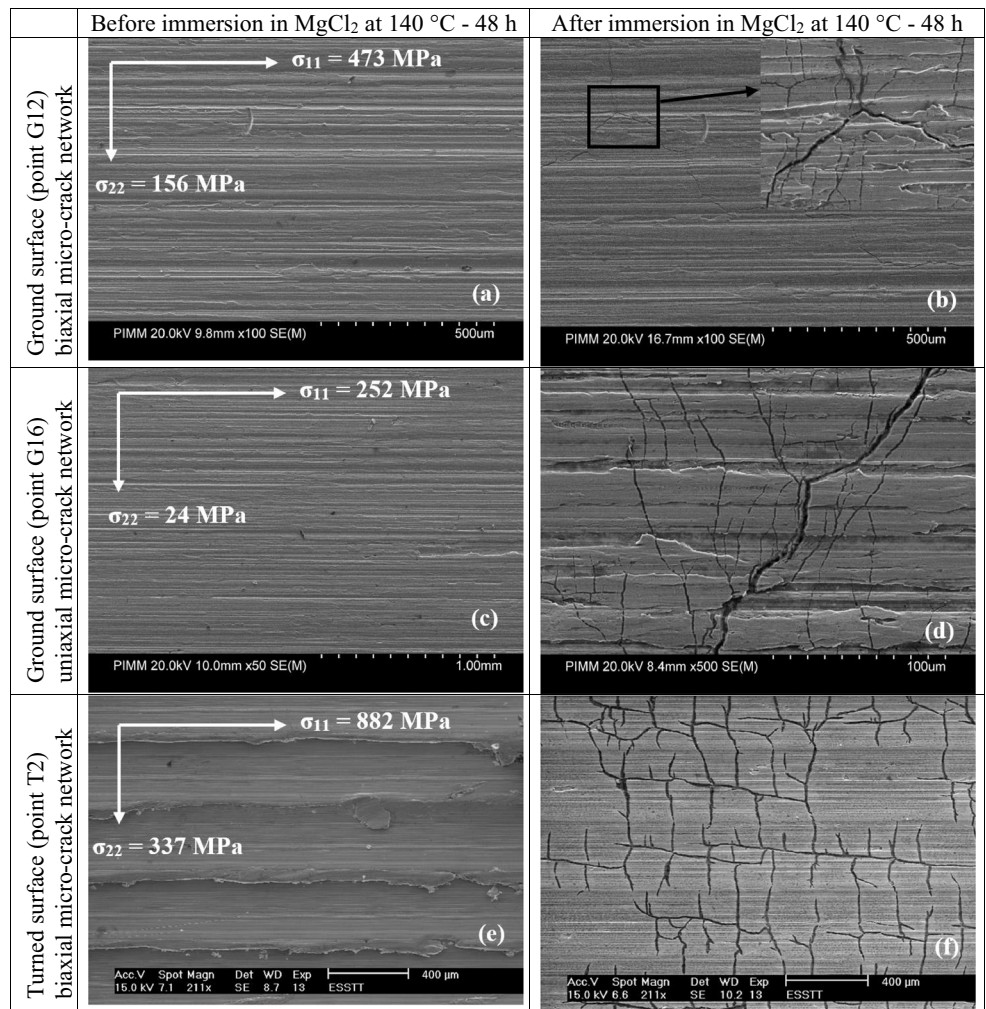 Before immersion in MgCl₂ at 140 °C - 48 h
After immersion in MgCl₂ at 140 °C - 48 h
Ground surface (point G12)
biaxial micro-crack network
σ₁₁ = 473 MPa
σ₂₂ = 156 MPa
(a)
PIMM 20.0kV 9.8mm x100 SE(M)
500um
(b)
PIMM 20.0kV 16.7mm x100 SE(M)
500um
Ground surface (point G16)
uniaxial micro-crack network
σ₁₁ = 252 MPa
σ₂₂ = 24 MPa
(c)
PIMM 20.0kV 10.0mm x50 SE(M)
1.00mm
(d)
PIMM 20.0kV 8.4mm x500 SE(M)
100um
Turned surface (point T2)
biaxial micro-crack network
σ₁₁ = 882 MPa
σ₂₂ = 337 MPa
(e)
Acc.V Spot Magn Det WD Exp
15.0 kV 7.1 211x SE 8.7 13 ESSTT
400 µm
(f)
Acc.V Spot Magn Det WD Exp
15.0 kV 6.6 211x SE 10.2 13 ESSTT
400 µm